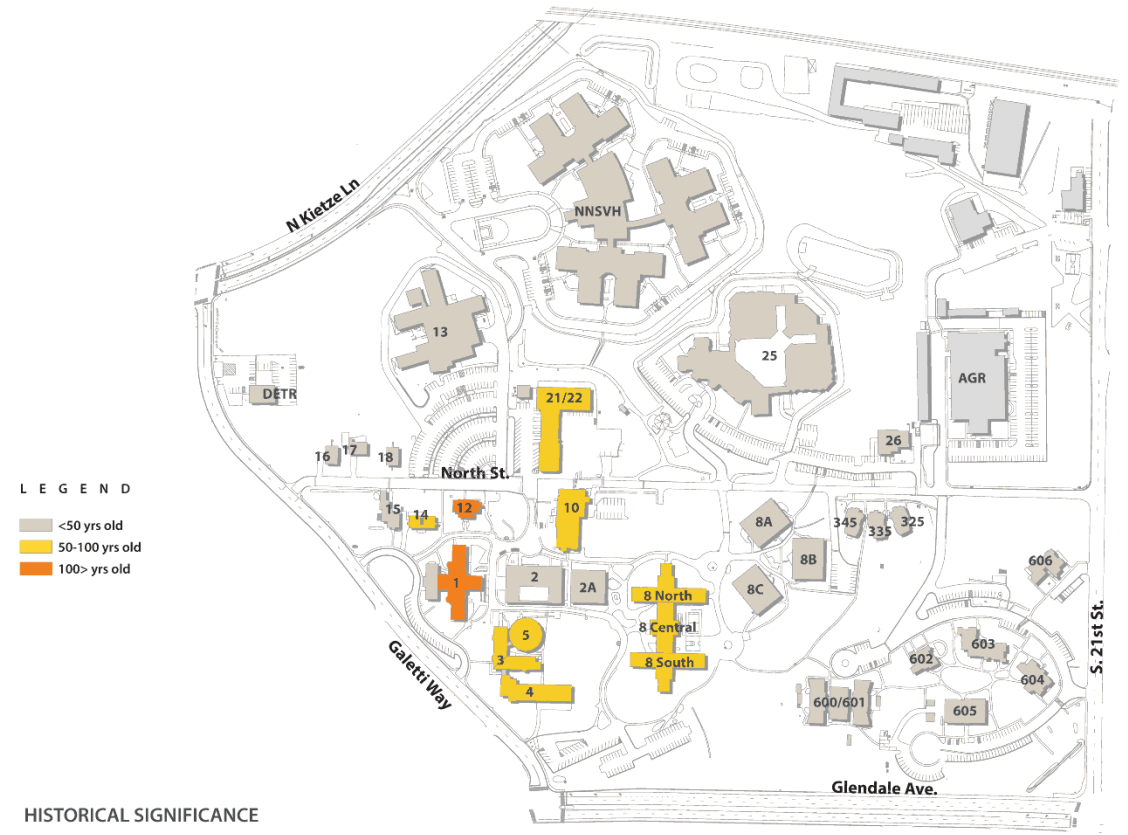 N Kietze Ln
NNSVH
13
25
DETR
AGR
21/22
26
16
17
18
North St.
15
14
12
10
8A
345
335
325
8B
606
1
2
2A
8C
8 North
8 Central
8 South
5
3
4
Galetti Way
602
603
604
600/601
605
S. 21st St.
Glendale Ave.
L E G E N D
<50 yrs old
50-100 yrs old
100> yrs old
HISTORICAL SIGNIFICANCE